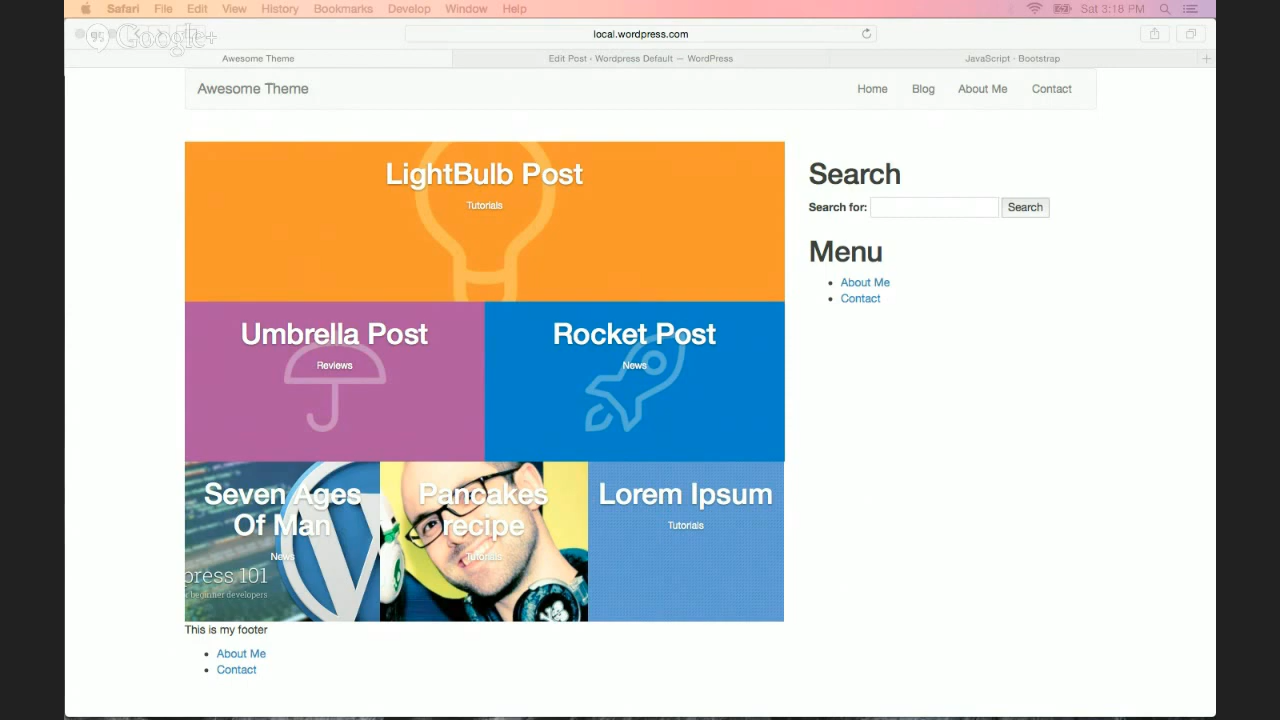 Safari File Edit View History Bookmarks Develop Window Help Sat 3:18 PM
Google+
local.wordpress.com
Awesome Theme
Edit Post ‹ Wordpress Default — WordPress
JavaScript · Bootstrap
Awesome Theme
Home Blog About Me Contact
LightBulb Post
Tutorials
Umbrella Post
Reviews
Rocket Post
News
Seven Ages
Of Man
News
press 101
r beginner developers
Pancakes
recipe
Tutorials
Lorem Ipsum
Tutorials
Search
Search for: Search
Menu
About Me
Contact
This is my footer
About Me
Contact